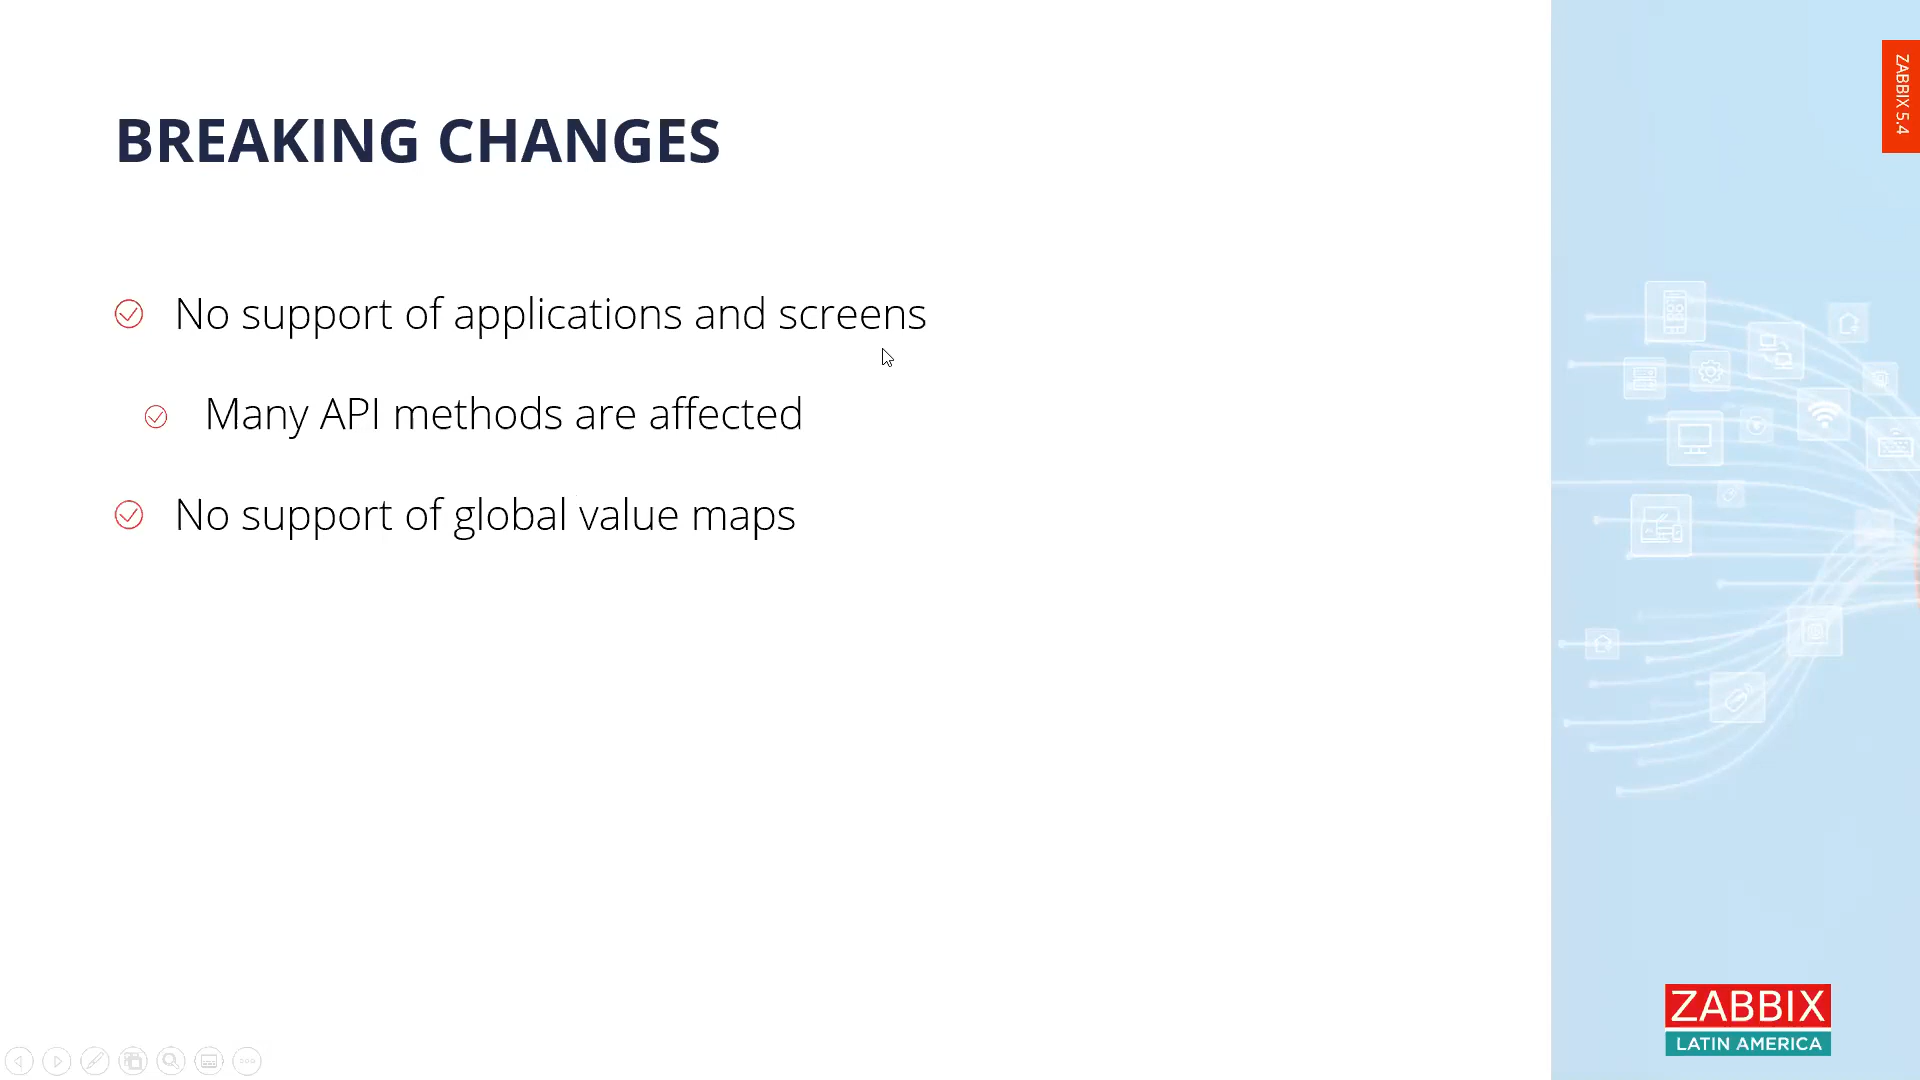 ZABBIX 5.4
BREAKING CHANGES
No support of applications and screens
Many API methods are affected
No support of global value maps
ZABBIX
LATIN AMERICA